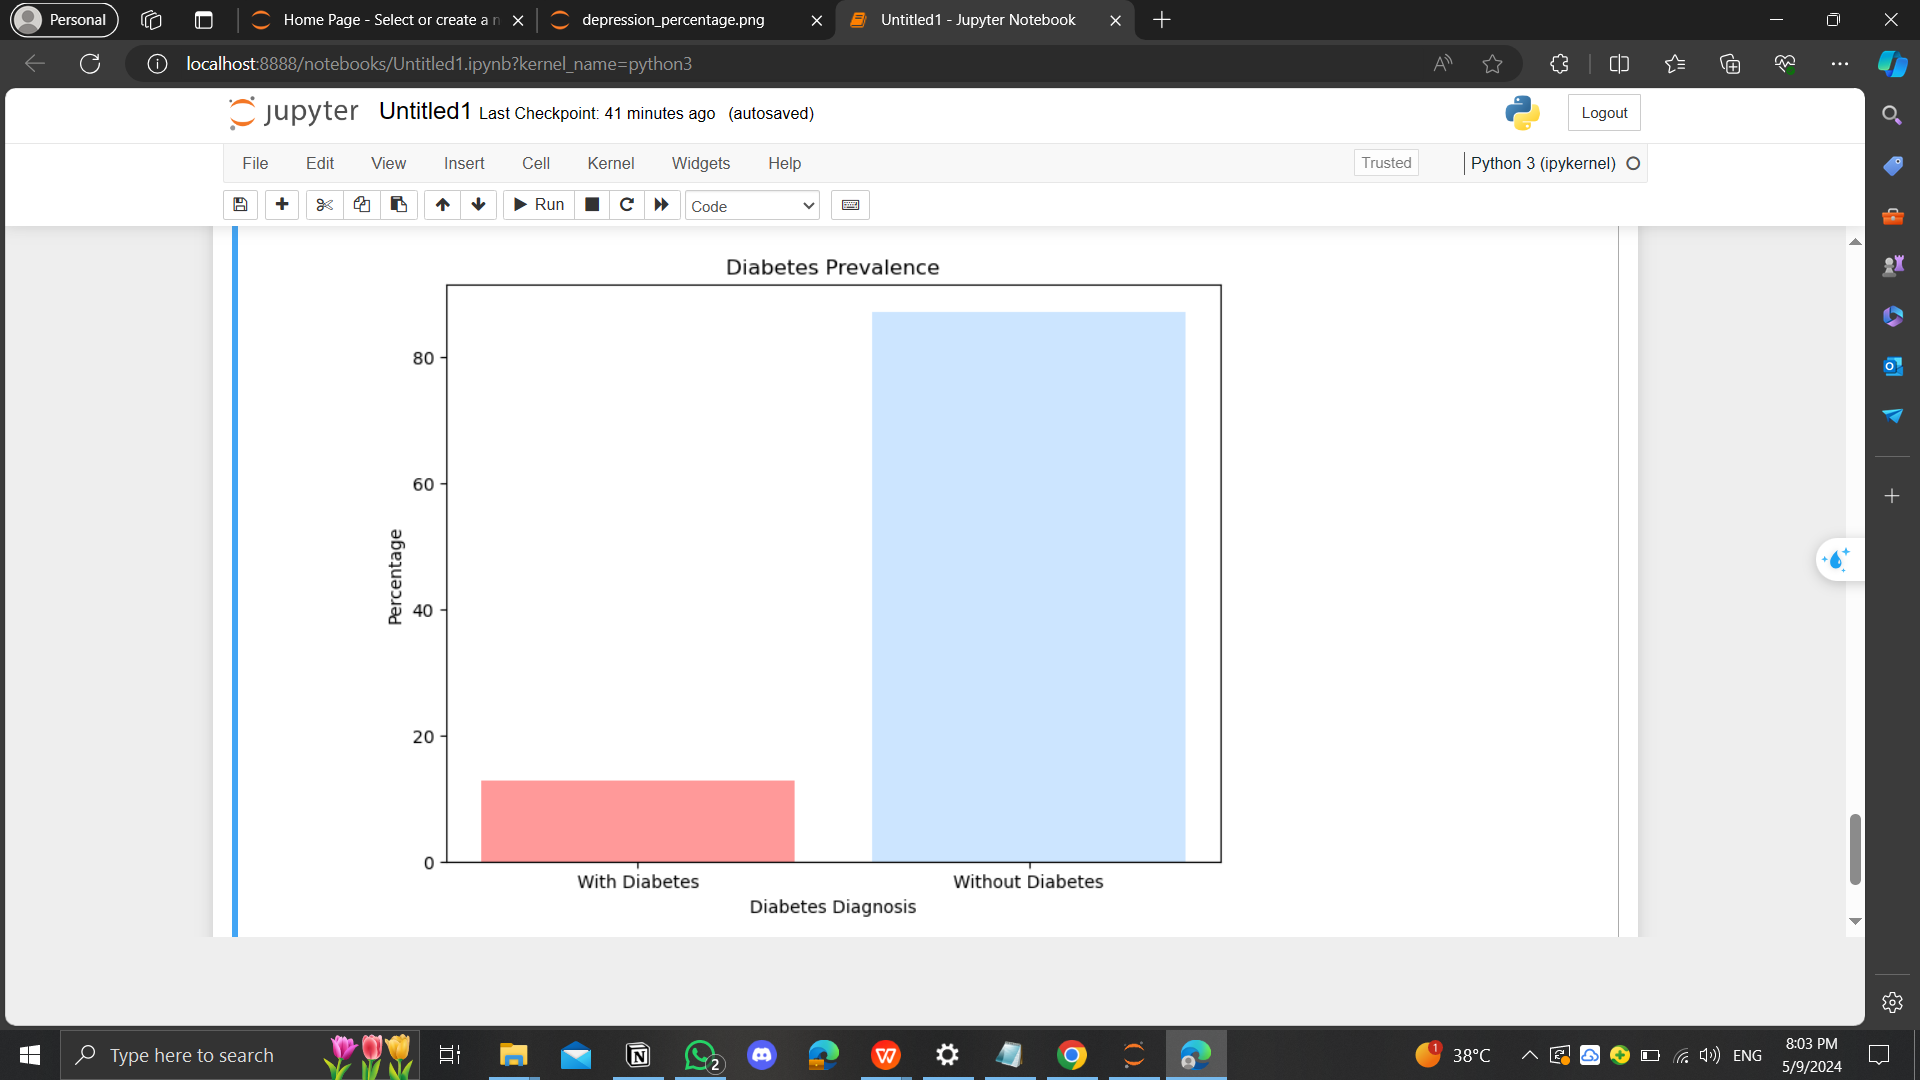 Personal
Home Page - Select or create a n
depression_percentage.png
Untitled1 - Jupyter Notebook
localhost:8888/notebooks/Untitled1.ipynb?kernel_name=python3
jupyter Untitled1 Last Checkpoint: 41 minutes ago (autosaved)
Logout
File Edit View Insert Cell Kernel Widgets Help
Trusted
Python 3 (ipykernel)
Run
Code
Diabetes Prevalence
80
60
40
20
0
Percentage
With Diabetes
Without Diabetes
Diabetes Diagnosis
Type here to search
2
1
38°C
ENG
8:03 PM
5/9/2024